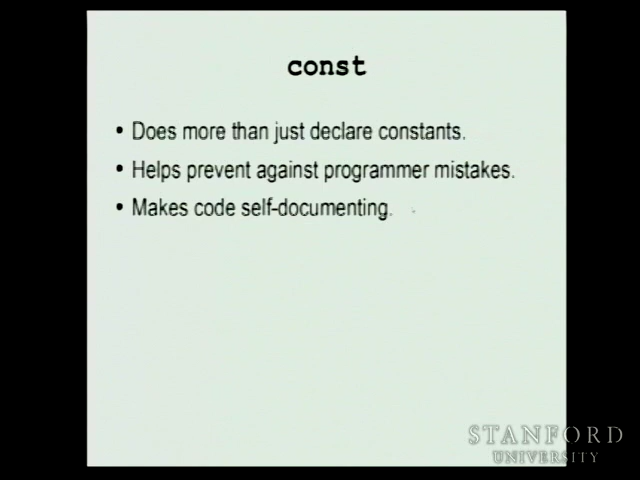 const
• Does more than just declare constants.
• Helps prevent against programmer mistakes.
• Makes code self-documenting.
STANFORD
UNIVERSITY